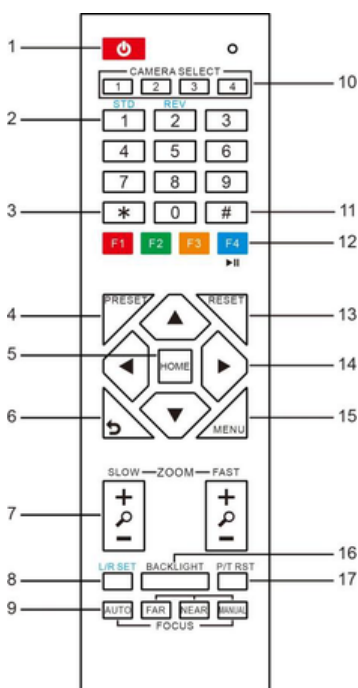 1
CAMERA SELECT
1 2 3 4 10
STD REV
2 1 2 3
4 5 6
7 8 9
3 * 0 # 11
F1 F2 F3 F4 12
PRESET RESET
4 13
5 HOME 14
6 MENU 15
SLOW ZOOM FAST
+ +
7
- -
16
L/R SET BACKLIGHT P/T RST
8 17
9 AUTO FAR NEAR MANUAL
FOCUS